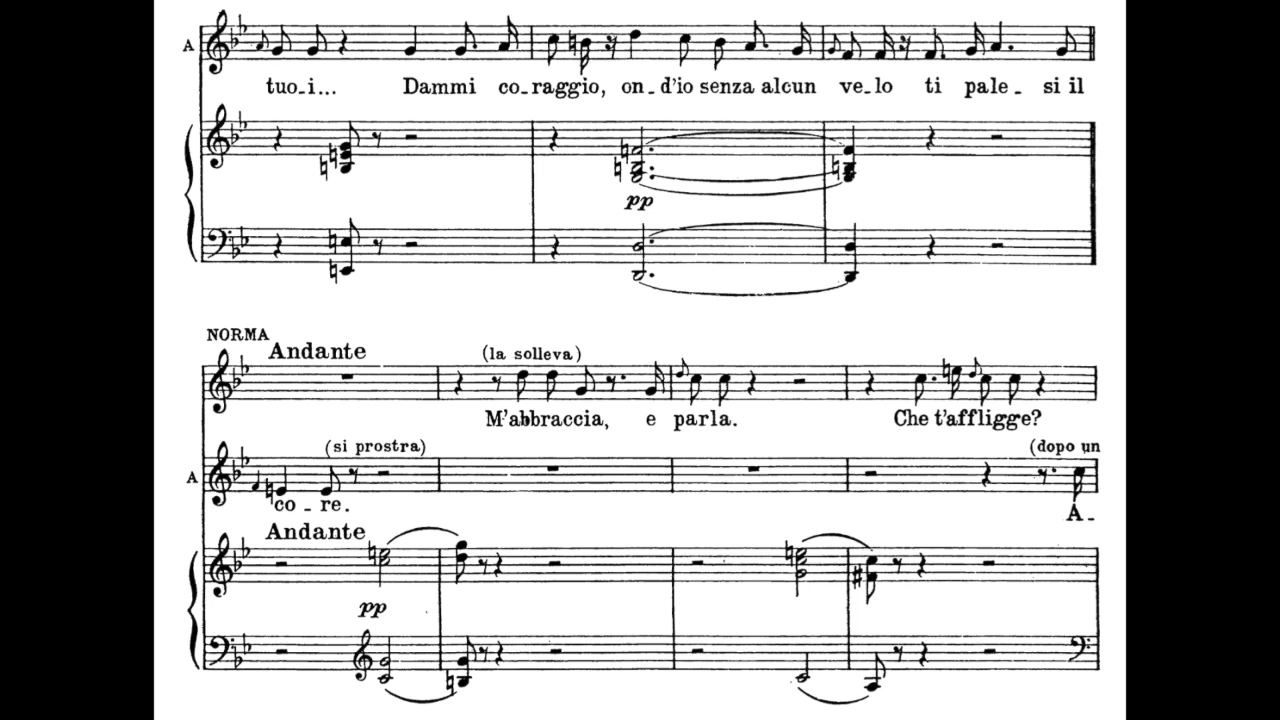 A
tuo-i... Dammi co-raggio, on-d'io senza alcun ve-lo ti pale-si il
pp
NORMA
Andante
(la solleva)
M'abbraccia, e parla. Che t'affligge?
(si prostra)
(dopo un
A
co-re.
A-
Andante
pp